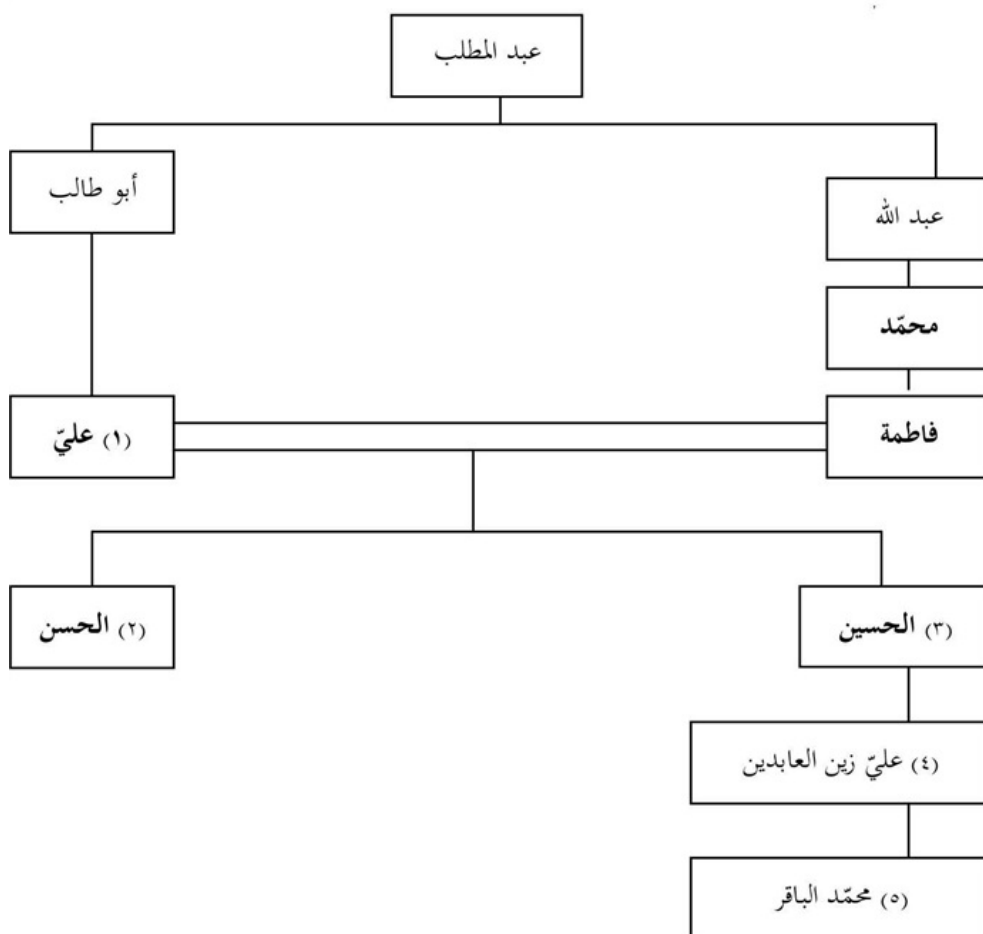 عبد المطلب
أبو طالب
عبد الله
محمّد
فاطمة
(١) عليّ
(٣) الحسين
(٢) الحسن
(٤) عليّ زين العابدين
(٥) محمّد الباقر